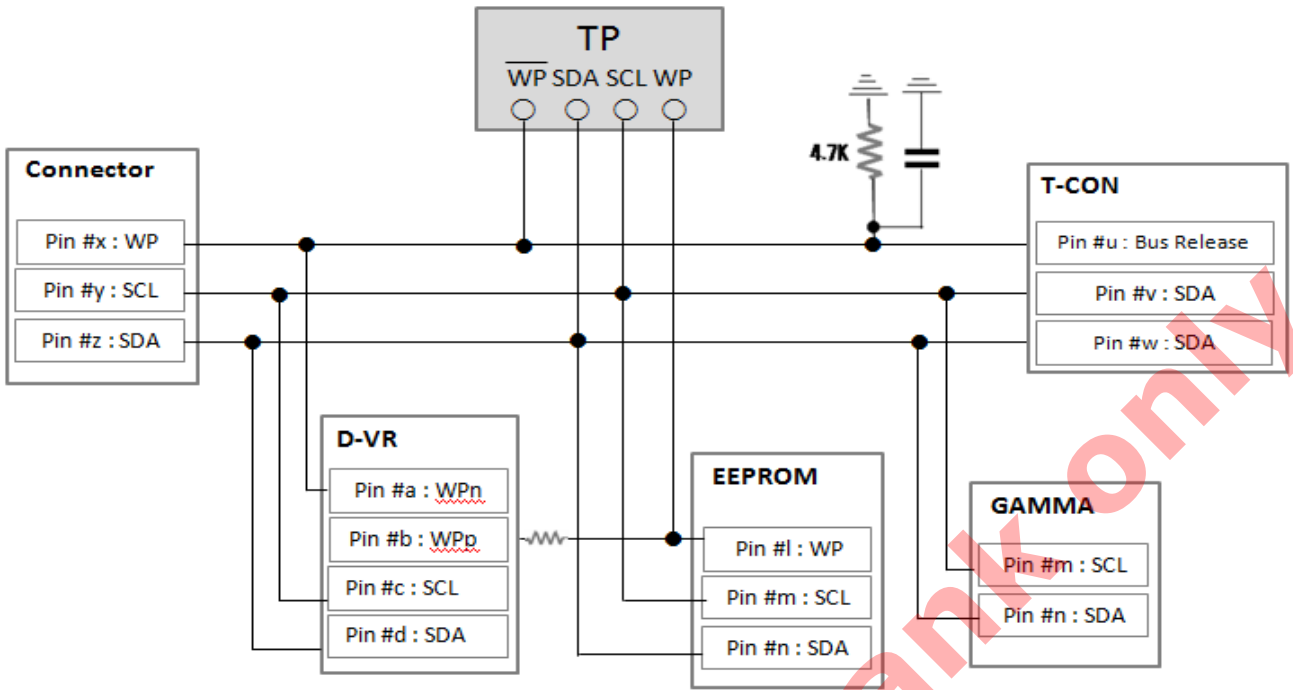 TP
WP SDA SCL WP
4.7K
Connector
Pin #x : WP
Pin #y : SCL
Pin #z : SDA
T-CON
Pin #u : Bus Release
Pin #v : SDA
Pin #w : SDA
D-VR
Pin #a : WPn
Pin #b : WPp
Pin #c : SCL
Pin #d : SDA
EEPROM
Pin #l : WP
Pin #m : SCL
Pin #n : SDA
GAMMA
Pin #m : SCL
Pin #n : SDA
ank only